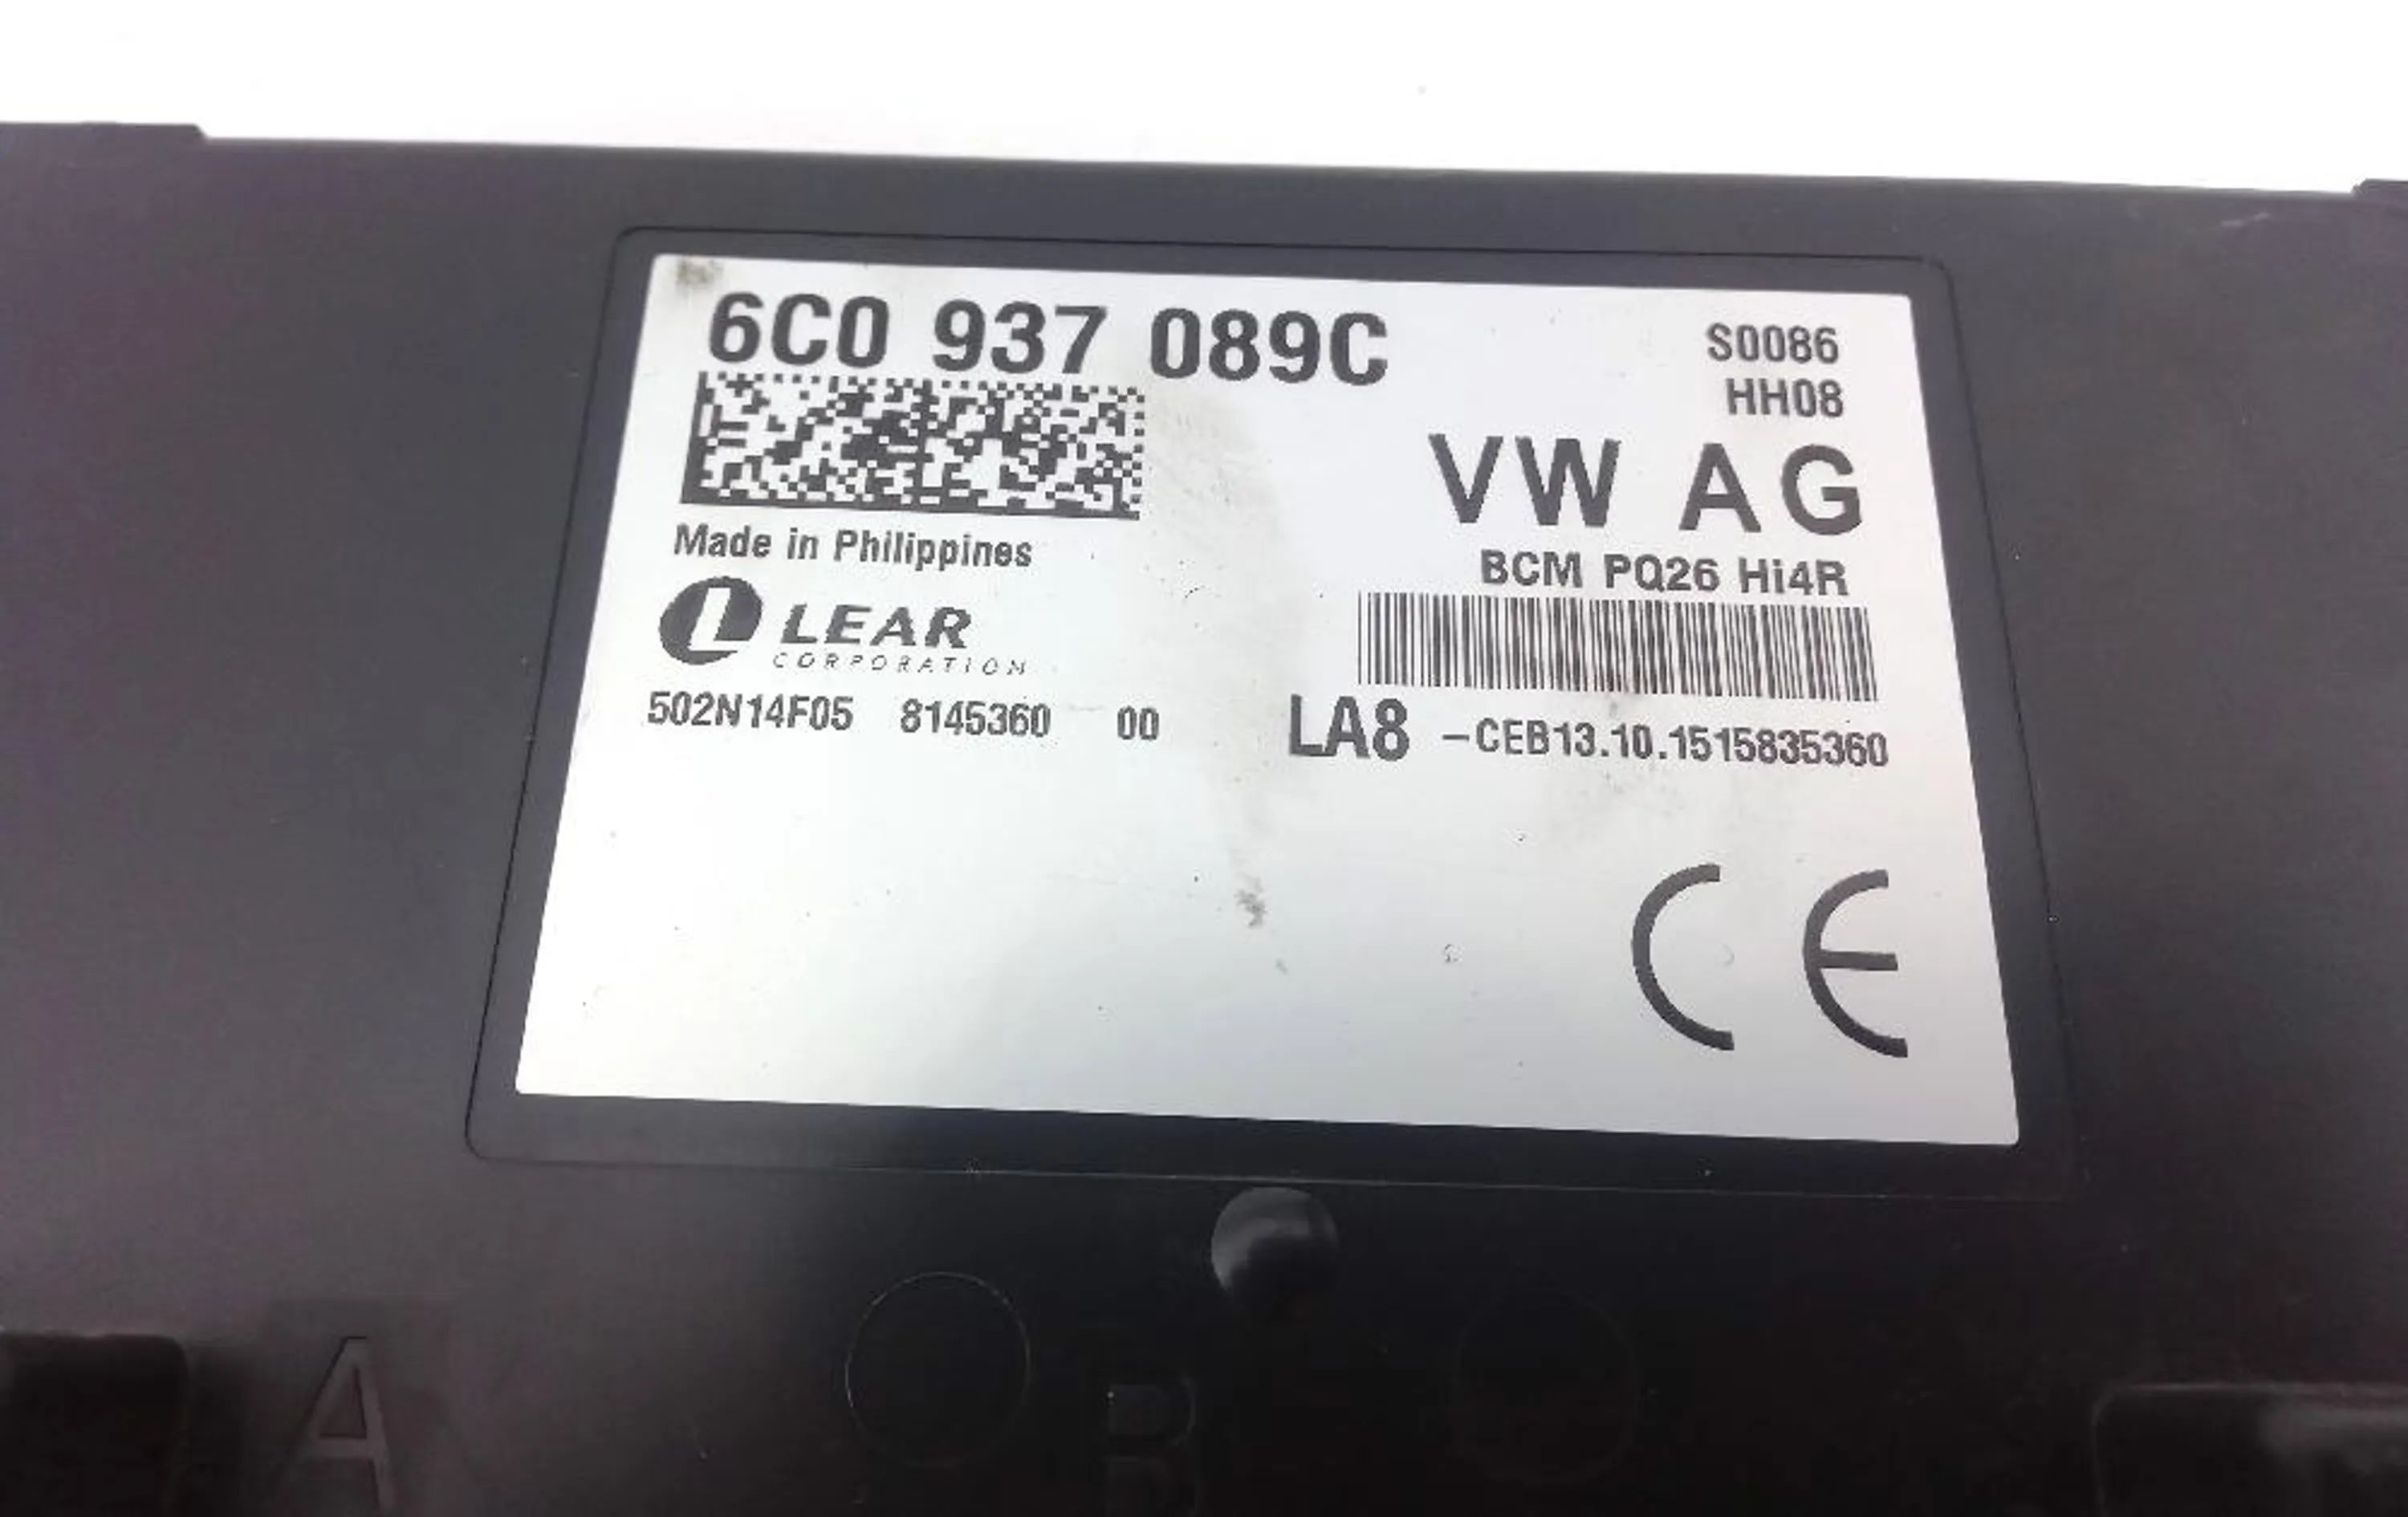 6C0 937 089C
S0086
HH08
VW AG
Made in Philippines
BCM PQ26 Hi4R
LEAR
CORPORATION
502N14F05 8145360 00
LA8 -CEB13.10.1515835360
CE
A
B